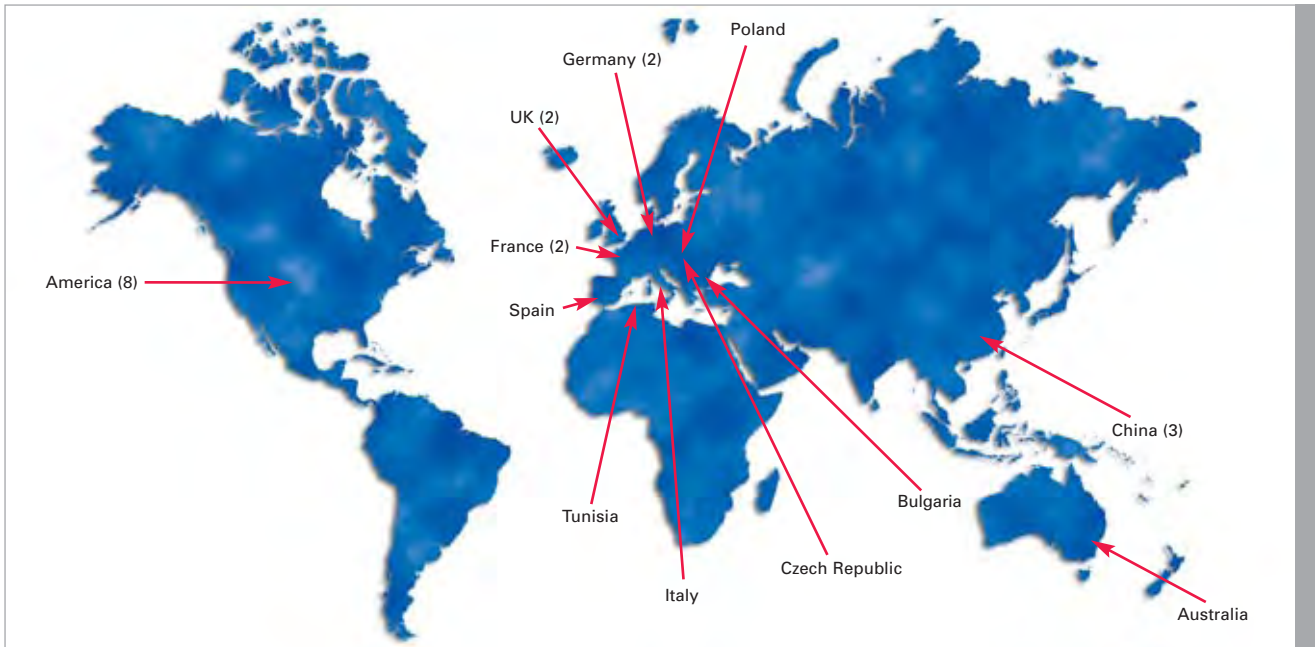 Poland
Germany (2)
UK (2)
France (2)
America (8)
Spain
China (3)
Bulgaria
Tunisia
Czech Republic
Italy
Australia